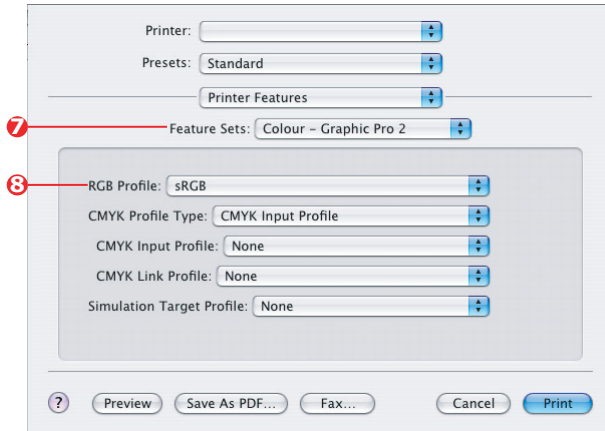 Printer:
Presets: Standard
Printer Features
7 Feature Sets: Colour – Graphic Pro 2
8 RGB Profile: sRGB
CMYK Profile Type: CMYK Input Profile
CMYK Input Profile: None
CMYK Link Profile: None
Simulation Target Profile: None
? Preview Save As PDF... Fax... Cancel Print